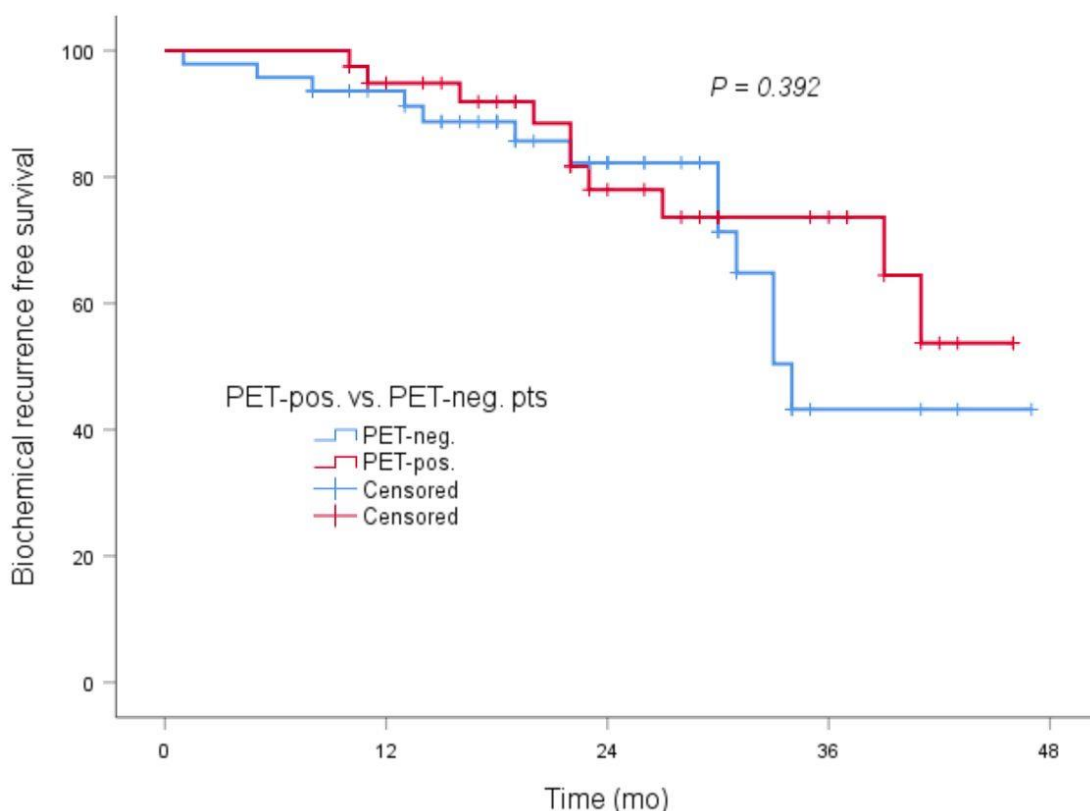 100
80
60
40
20
0
Biochemical recurrence free survival
P = 0.392
PET-pos. vs. PET-neg. pts
PET-neg.
PET-pos.
Censored
Censored
0 12 24 36 48
Time (mo)